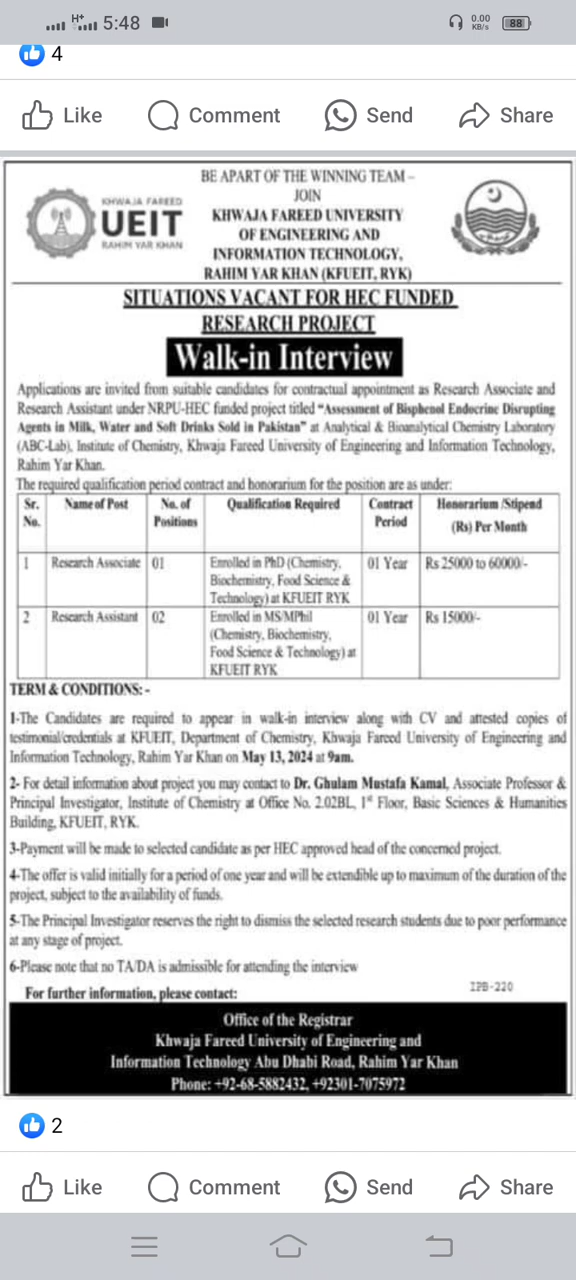 H+ 5:48 0.00 KB/s 88
4
Like Comment Send Share
KHWAJA FAREED
UEIT
RAHIM YAR KHAN
BE APART OF THE WINNING TEAM –
JOIN
KHWAJA FAREED UNIVERSITY
OF ENGINEERING AND
INFORMATION TECHNOLOGY,
RAHIM YAR KHAN (KFUEIT, RYK)
SITUATIONS VACANT FOR HEC FUNDED
RESEARCH PROJECT
Walk-in Interview
Applications are invited from suitable candidates for contractual appointment as Research Associate and
Research Assistant under NRPU-HEC funded project titled "Assessment of Bisphenol Endocrine Disrupting
Agents in Milk, Water and Soft Drinks Sold in Pakistan" at Analytical & Bioanalytical Chemistry Laboratory
(ABC-Lab), Institute of Chemistry, Khwaja Fareed University of Engineering and Information Technology,
Rahim Yar Khan.
The required qualification period contract and honorarium for the position are as under:
Sr. No. Name of Post No. of Positions Qualification Required Contract Period Honorarium /Stipend (Rs) Per Month
1 Research Associate 01 Enrolled in PhD (Chemistry, Biochemistry, Food Science & Technology) at KFUEIT RYK 01 Year Rs 25000 to 60000/-
2 Research Assistant 02 Enrolled in MS/MPhil (Chemistry, Biochemistry, Food Science & Technology) at KFUEIT RYK 01 Year Rs 15000/-
TERM & CONDITIONS: -
1-The Candidates are required to appear in walk-in interview along with CV and attested copies of
testimonial/credentials at KFUEIT, Department of Chemistry, Khwaja Fareed University of Engineering and
Information Technology, Rahim Yar Khan on May 13, 2024 at 9am.
2- For detail information about project you may contact to Dr. Ghulam Mustafa Kamal, Associate Professor &
Principal Investigator, Institute of Chemistry at Office No. 2.02BL, 1st Floor, Basic Sciences & Humanities
Building, KFUEIT, RYK.
3-Payment will be made to selected candidate as per HEC approved head of the concerned project.
4-The offer is valid initially for a period of one year and will be extendible up to maximum of the duration of the
project, subject to the availability of funds.
5-The Principal Investigator reserves the right to dismiss the selected research students due to poor performance
at any stage of project.
6-Please note that no TA/DA is admissible for attending the interview
IPB-220
For further information, please contact:
Office of the Registrar
Khwaja Fareed University of Engineering and
Information Technology Abu Dhabi Road, Rahim Yar Khan
Phone: +92-68-5882432, +92301-7075972
2
Like Comment Send Share